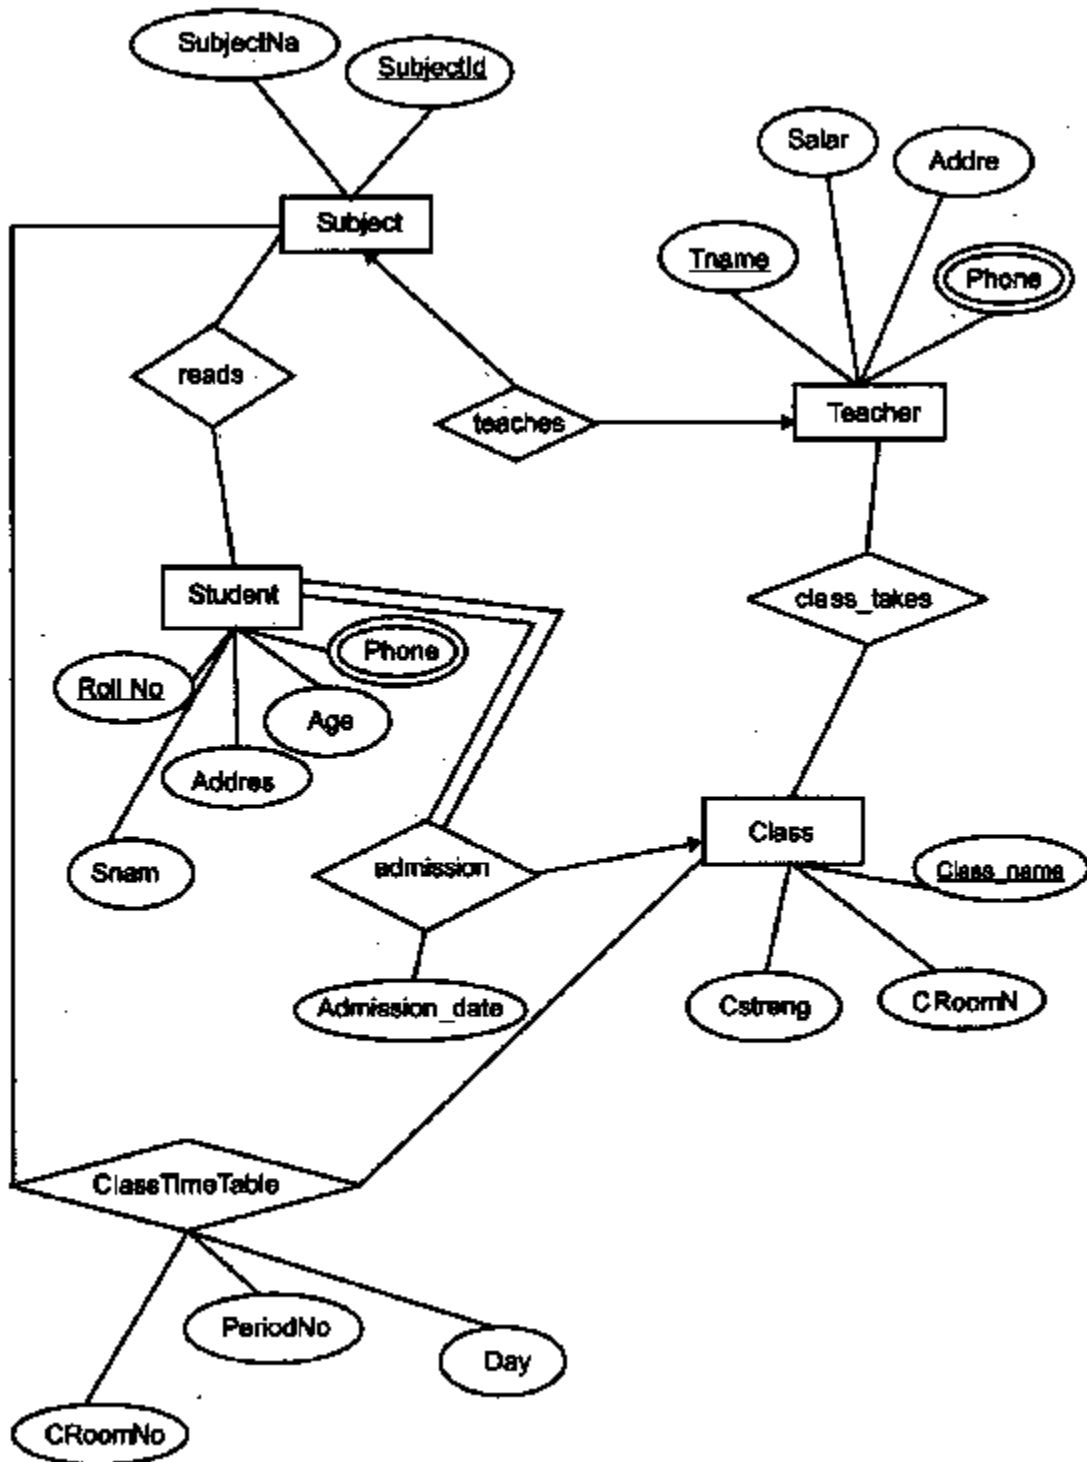 SubjectNa
SubjectId
Salar
Addre
Subject
Tname
Phone
reads
teaches
Teacher
Student
class_takes
Phone
Roll No
Age
Addres
Class
admission
Snam
Class_name
Admission_date
Cstreng
CRoomN
ClassTimeTable
PeriodNo
Day
CRoomNo